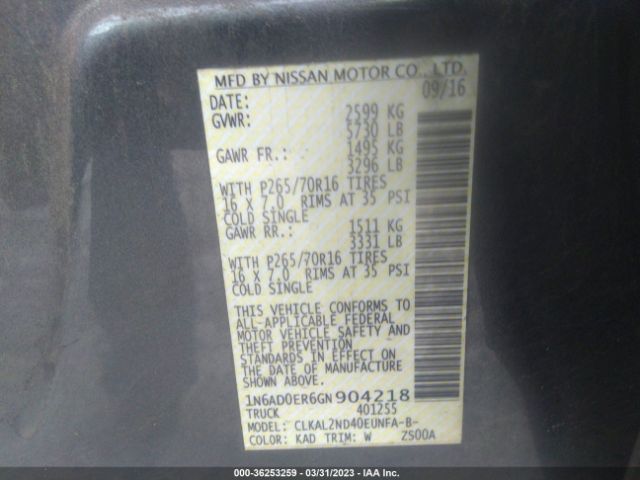 MFD BY NISSAN MOTOR CO., LTD.
DATE: 09/16
GVWR: 2599 KG
5730 LB
GAWR FR.: 1495 KG
3296 LB
WITH P265/70R16 TIRES
16 X 7.0 RIMS AT 35 PSI
COLD SINGLE
GAWR RR.: 1511 KG
3331 LB
WITH P265/70R16 TIRES
16 X 7.0 RIMS AT 35 PSI
COLD SINGLE
THIS VEHICLE CONFORMS TO
ALL-APPLICABLE FEDERAL
MOTOR VEHICLE SAFETY AND
THEFT PREVENTION
STANDARDS IN EFFECT ON
THE DATE OF MANUFACTURE
SHOWN ABOVE.
1N6AD0ER6GN904218
TRUCK 401255
MODEL: CLKAL2ND40EUNFA-B-
COLOR: KAD TRIM: W ZS00A
000-36253259 — 03/31/2023 — IAAI.COM